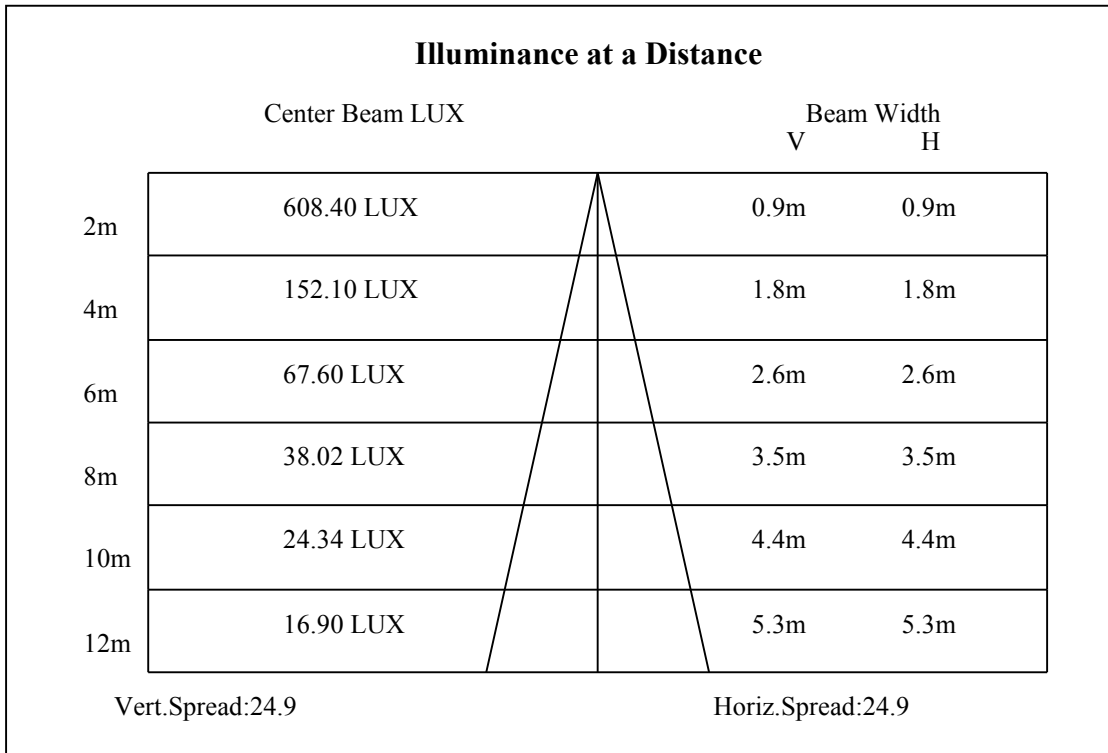 Illuminance at a Distance
Center Beam LUX Beam Width
V H
2m 608.40 LUX 0.9m 0.9m
4m 152.10 LUX 1.8m 1.8m
6m 67.60 LUX 2.6m 2.6m
8m 38.02 LUX 3.5m 3.5m
10m 24.34 LUX 4.4m 4.4m
12m 16.90 LUX 5.3m 5.3m
Vert.Spread:24.9 Horiz.Spread:24.9